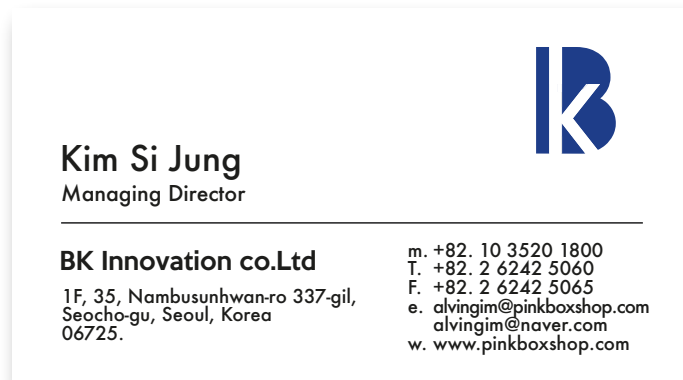 BK
Kim Si Jung
Managing Director
BK Innovation co.Ltd
1F, 35, Nambusunhwan-ro 337-gil,
Seocho-gu, Seoul, Korea
06725.
m. +82. 10 3520 1800
T. +82. 2 6242 5060
F. +82. 2 6242 5065
e. alvingim@pinkboxshop.com
alvingim@naver.com
w. www.pinkboxshop.com